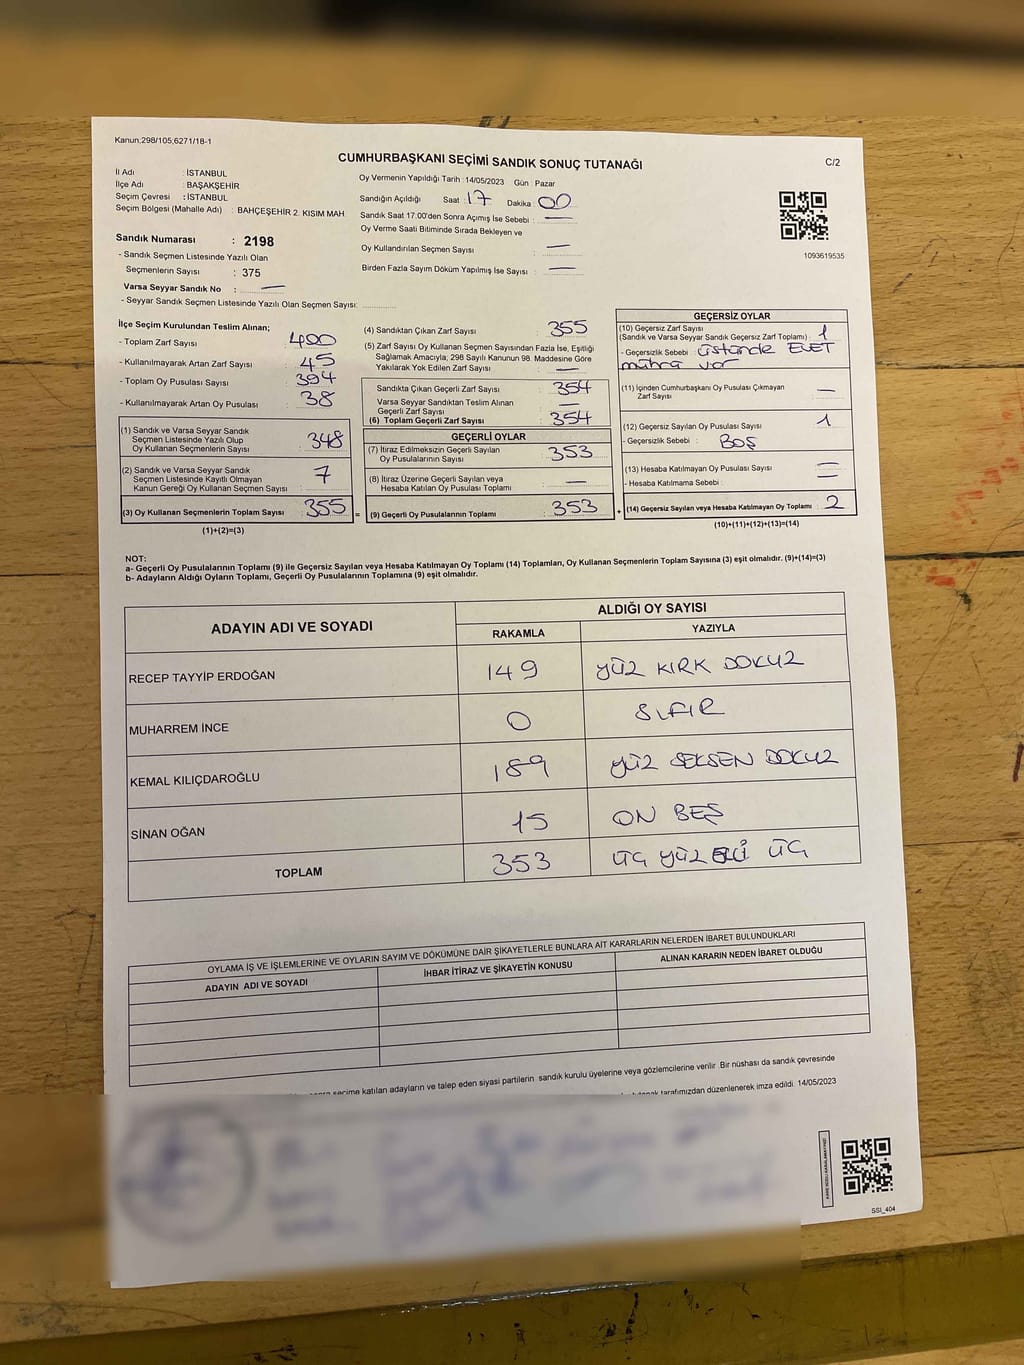 Kanun:298/105;6271/18-1
CUMHURBAŞKANI SEÇİMİ SANDIK SONUÇ TUTANAĞI
C/2
İl Adı : İSTANBUL
İlçe Adı : BAŞAKŞEHİR
Seçim Çevresi : İSTANBUL
Seçim Bölgesi (Mahalle Adı) : BAHÇEŞEHİR 2. KISIM MAH
Oy Vermenin Yapıldığı Tarih : 14/05/2023 Gün : Pazar
Sandığın Açıldığı Saat : 17 Dakika : 00
Sandık Saat 17:00'den Sonra Açımış İse Sebebi : —
Oy Verme Saati Bitiminde Sırada Bekleyen ve
Oy Kullandırılan Seçmen Sayısı : —
Birden Fazla Sayım Döküm Yapılmış İse Sayısı : —
1093619535
Sandık Numarası : 2198
- Sandık Seçmen Listesinde Yazılı Olan
Seçmenlerin Sayısı : 375
Varsa Seyyar Sandık No : —
- Seyyar Sandık Seçmen Listesinde Yazılı Olan Seçmen Sayısı:
İlçe Seçim Kurulundan Teslim Alınan;
- Toplam Zarf Sayısı : 400
- Kullanılmayarak Artan Zarf Sayısı : 45
- Toplam Oy Pusulası Sayısı : 394
- Kullanılmayarak Artan Oy Pusulası : 38
(1) Sandık ve Varsa Seyyar Sandık
Seçmen Listesinde Yazılı Olup
Oy Kullanan Seçmenlerin Sayısı : 348
(2) Sandık ve Varsa Seyyar Sandık
Seçmen Listesinde Kayıtlı Olmayan
Kanun Gereği Oy Kullanan Seçmen Sayısı : 7
(3) Oy Kullanan Seçmenlerin Toplam Sayısı : 355
(1)+(2)=(3)
(4) Sandıktan Çıkan Zarf Sayısı : 355
(5) Zarf Sayısı Oy Kullanan Seçmen Sayısından Fazla İse, Eşitliği
Sağlamak Amacıyla; 298 Sayılı Kanunun 98. Maddesine Göre
Yakılarak Yok Edilen Zarf Sayısı : —
Sandıkta Çıkan Geçerli Zarf Sayısı : 354
Varsa Seyyar Sandıktan Teslim Alınan
Geçerli Zarf Sayısı : —
(6) Toplam Geçerli Zarf Sayısı : 354
GEÇERLİ OYLAR
(7) İtiraz Edilmeksizin Geçerli Sayılan
Oy Pusulalarının Sayısı : 353
(8) İtiraz Üzerine Geçerli Sayılan veya
Hesaba Katılan Oy Pusulası Toplamı : —
= (9) Geçerli Oy Pusulalarının Toplamı : 353
GEÇERSİZ OYLAR
(10) Geçersiz Zarf Sayısı
(Sandık ve Varsa Seyyar Sandık Geçersiz Zarf Toplamı) : 1
- Geçersizlik Sebebi : üstünde EVET
mührü var
(11) İçinden Cumhurbaşkanı Oy Pusulası Çıkmayan
Zarf Sayısı : —
(12) Geçersiz Sayılan Oy Pusulası Sayısı : 1
- Geçersizlik Sebebi : BOŞ
(13) Hesaba Katılmayan Oy Pusulası Sayısı : —
- Hesaba Katılmama Sebebi : —
+ (14) Geçersiz Sayılan veya Hesaba Katılmayan Oy Toplamı : 2
(10)+(11)+(12)+(13)=(14)
NOT:
a- Geçerli Oy Pusulalarının Toplamı (9) ile Geçersiz Sayılan veya Hesaba Katılmayan Oy Toplamı (14) Toplamları, Oy Kullanan Seçmenlerin Toplam Sayısına (3) eşit olmalıdır. (9)+(14)=(3)
b- Adayların Aldığı Oyların Toplamı, Geçerli Oy Pusulalarının Toplamına (9) eşit olmalıdır.
ADAYIN ADI VE SOYADI
ALDIĞI OY SAYISI
RAKAMLA YAZIYLA
RECEP TAYYİP ERDOĞAN 149 YÜZ KIRK DOKUZ
MUHARREM İNCE 0 SIFIR
KEMAL KILIÇDAROĞLU 189 YÜZ SEKSEN DOKUZ
SİNAN OĞAN 15 ON BEŞ
TOPLAM 353 ÜÇ YÜZ ELLİ ÜÇ
OYLAMA İŞ VE İŞLEMLERİNE VE OYLARIN SAYIM VE DÖKÜMÜNE DAİR ŞİKAYETLERLE BUNLARA AİT KARARLARIN NELERDEN İBARET BULUNDUKLARI
ADAYIN ADI VE SOYADI İHBAR İTİRAZ VE ŞİKAYETİN KONUSU ALINAN KARARIN NEDEN İBARET OLDUĞU
seçime katılan adayların ve talep eden siyasi partilerin sandık kurulu üyelerine veya gözlemcilerine verilir. Bir nüshası da sandık çevresinde
tarafımızdan düzenlenerek imza edildi. 14/05/2023
SSI_404